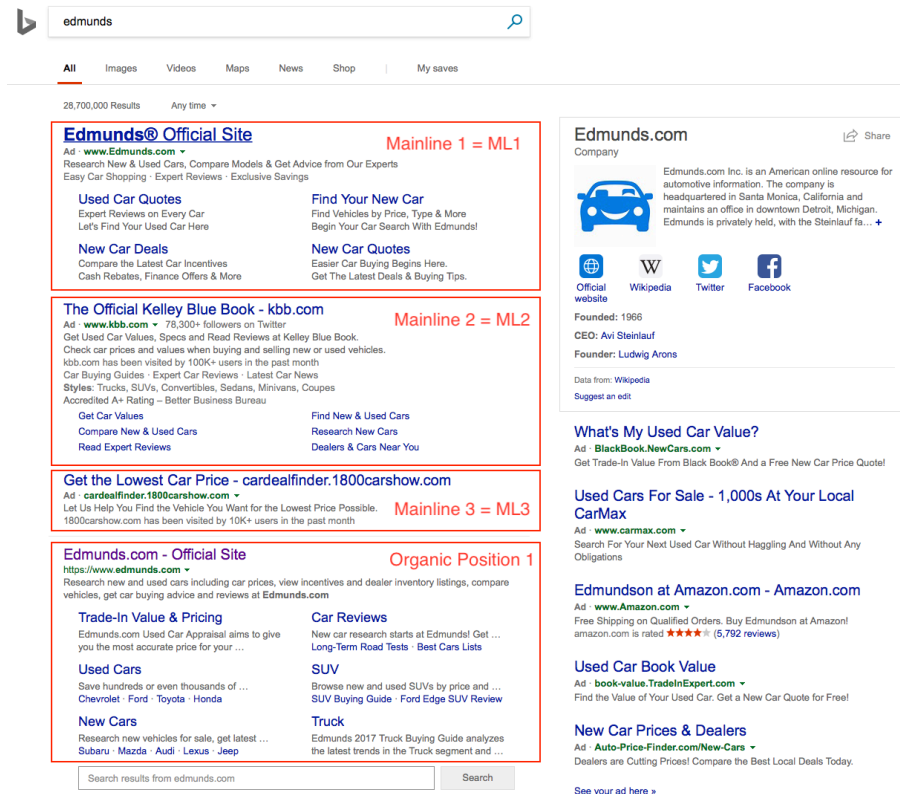 edmunds
All Images Videos Maps News Shop | My saves
28,700,000 Results Any time
Edmunds® Official Site
Mainline 1 = ML1
Ad · www.Edmunds.com
Research New & Used Cars, Compare Models & Get Advice from Our Experts
Easy Car Shopping · Expert Reviews · Exclusive Savings
Used Car Quotes
Expert Reviews on Every Car
Let's Find Your Used Car Here
Find Your New Car
Find Vehicles by Price, Type & More
Begin Your Car Search With Edmunds!
New Car Deals
Compare the Latest Car Incentives
Cash Rebates, Finance Offers & More
New Car Quotes
Easier Car Buying Begins Here.
Get The Latest Deals & Buying Tips.
The Official Kelley Blue Book - kbb.com
Mainline 2 = ML2
Ad · www.kbb.com 78,300+ followers on Twitter
Get Used Car Values, Specs and Read Reviews at Kelley Blue Book.
Check car prices and values when buying and selling new or used vehicles.
kbb.com has been visited by 100K+ users in the past month
Car Buying Guides · Expert Car Reviews · Latest Car News
Styles: Trucks, SUVs, Convertibles, Sedans, Minivans, Coupes
Accredited A+ Rating – Better Business Bureau
Get Car Values
Find New & Used Cars
Compare New & Used Cars
Research New Cars
Read Expert Reviews
Dealers & Cars Near You
Get the Lowest Car Price - cardealfinder.1800carshow.com
Ad · cardealfinder.1800carshow.com
Let Us Help You Find the Vehicle You Want for the Lowest Price Possible.
Mainline 3 = ML3
1800carshow.com has been visited by 10K+ users in the past month
Edmunds.com - Official Site
Organic Position 1
https://www.edmunds.com
Research new and used cars including car prices, view incentives and dealer inventory listings, compare
vehicles, get car buying advice and reviews at Edmunds.com
Trade-In Value & Pricing
Edmunds.com Used Car Appraisal aims to give
you the most accurate price for your …
Car Reviews
New car research starts at Edmunds! Get …
Long-Term Road Tests · Best Cars Lists
Used Cars
Save hundreds or even thousands of …
Chevrolet · Ford · Toyota · Honda
SUV
Browse new and used SUVs by price and …
SUV Buying Guide · Ford Edge SUV Review
New Cars
Research new vehicles for sale, get latest …
Subaru · Mazda · Audi · Lexus · Jeep
Truck
Edmunds 2017 Truck Buying Guide analyzes
the latest trends in the Truck segment and …
Search results from edmunds.com
Search
Edmunds.com
Share
Company
Edmunds.com Inc. is an American online resource for
automotive information. The company is
headquartered in Santa Monica, California and
maintains an office in downtown Detroit, Michigan.
Edmunds is privately held, with the Steinlauf fa… +
W
Official
website
Wikipedia
Twitter
Facebook
Founded: 1966
CEO: Avi Steinlauf
Founder: Ludwig Arons
Data from: Wikipedia
Suggest an edit
What's My Used Car Value?
Ad · BlackBook.NewCars.com
Get Trade-In Value From Black Book® And a Free New Car Price Quote!
Used Cars For Sale - 1,000s At Your Local
CarMax
Ad · www.carmax.com
Search For Your Next Used Car Without Haggling And Without Any
Obligations
Edmundson at Amazon.com - Amazon.com
Ad · www.Amazon.com
Free Shipping on Qualified Orders. Buy Edmundson at Amazon!
amazon.com is rated ★★★★★ (5,792 reviews)
Used Car Book Value
Ad · book-value.TradeInExpert.com
Find the Value of Your Used Car. Get a New Car Quote for Free!
New Car Prices & Dealers
Ad · Auto-Price-Finder.com/New-Cars
Dealers are Cutting Prices! Compare the Best Local Deals Today.
See your ad here »